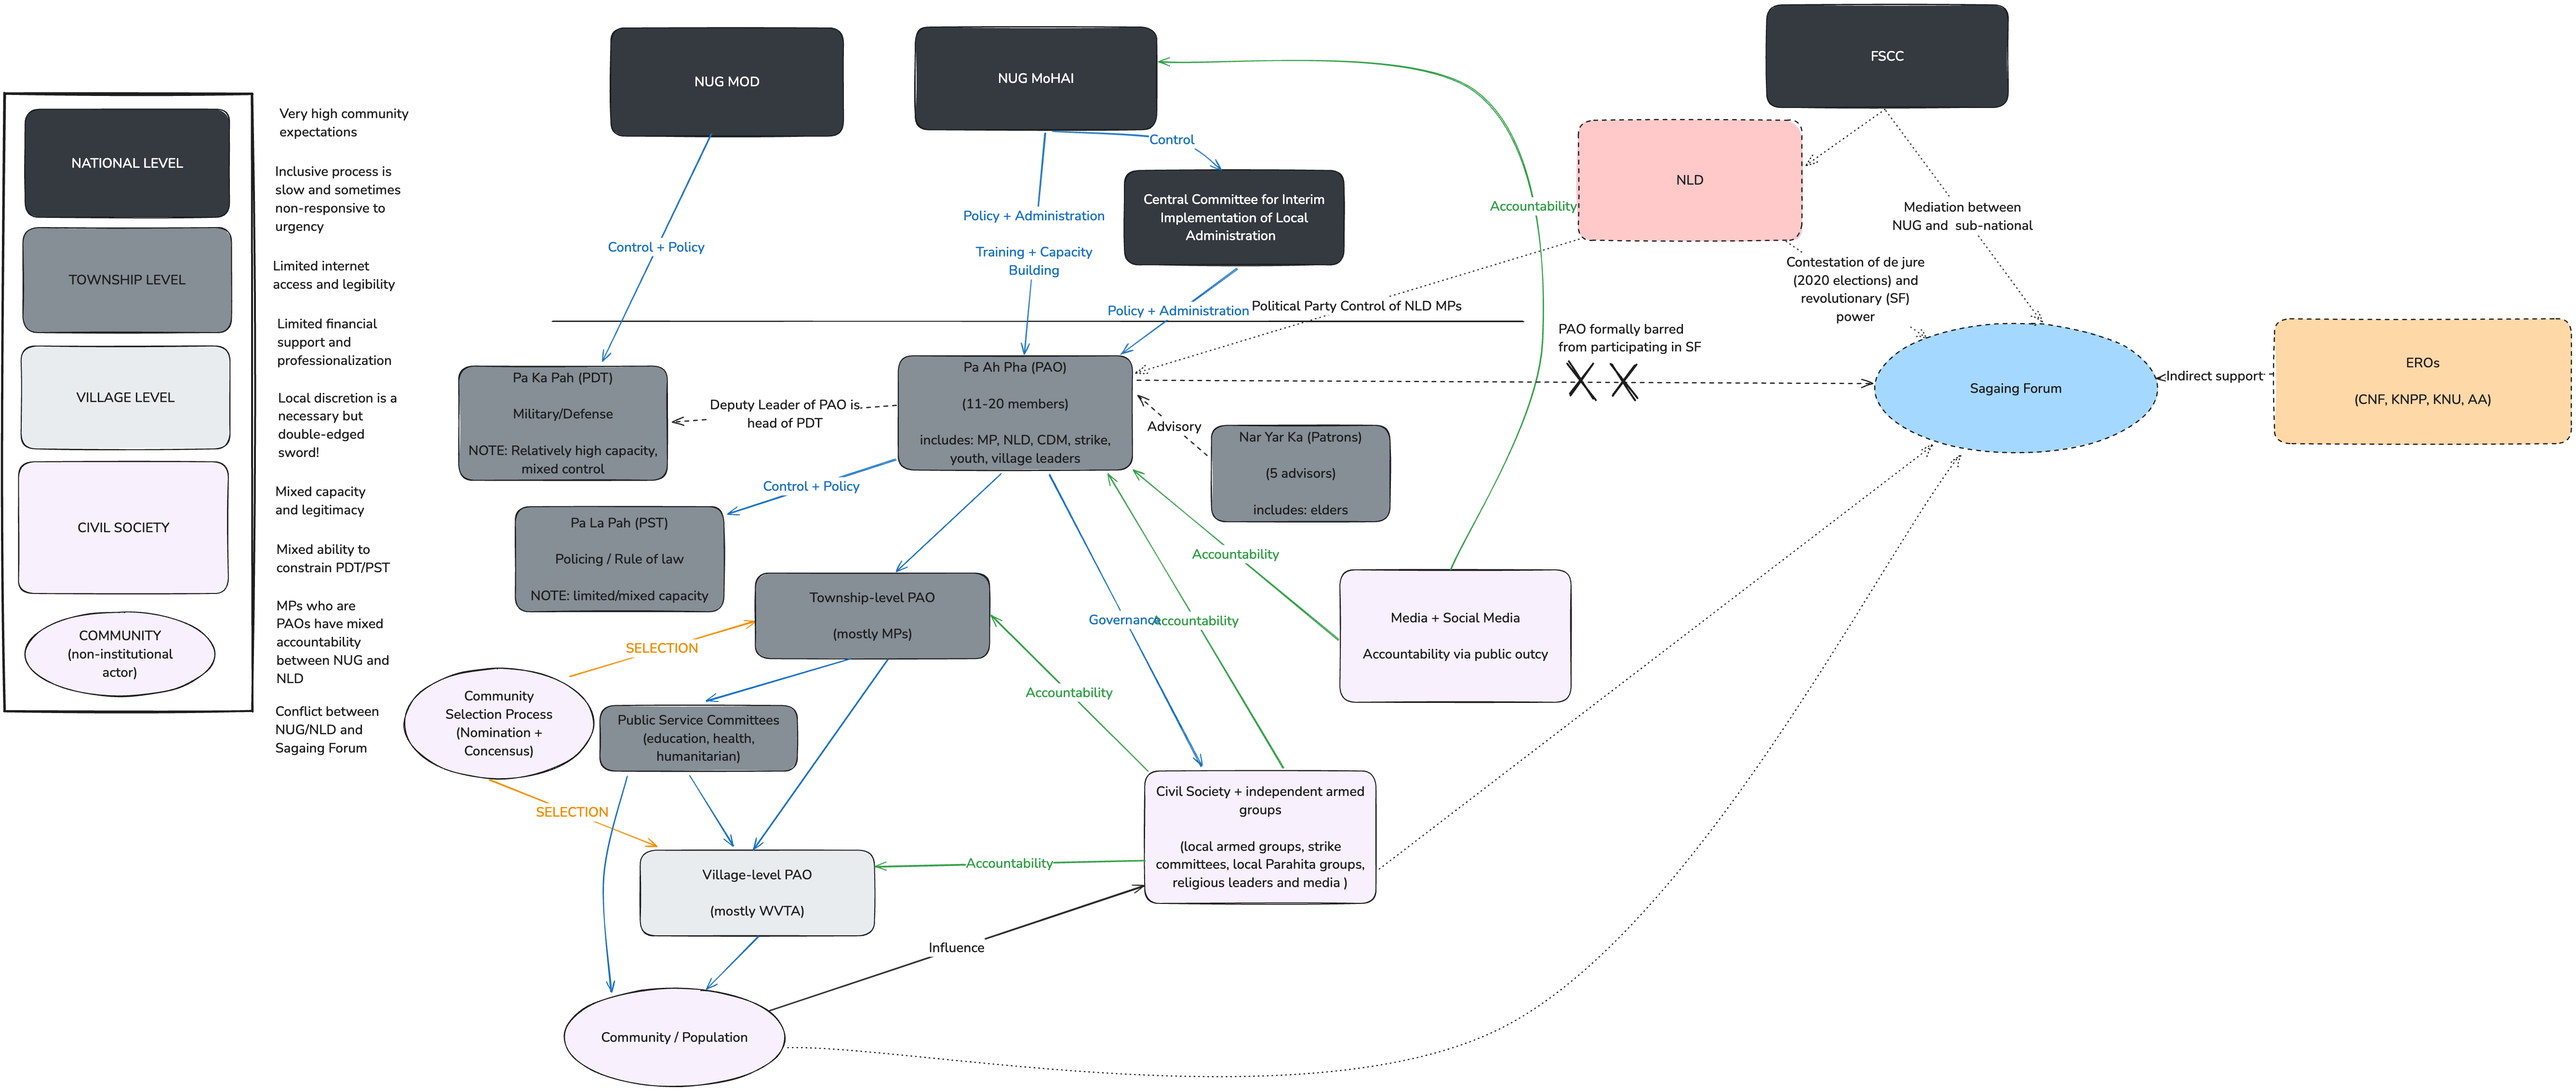 NATIONAL LEVEL
TOWNSHIP LEVEL
VILLAGE LEVEL
CIVIL SOCIETY
COMMUNITY
(non-institutional
actor)
Very high community
expectations
Inclusive process is
slow and sometimes
non-responsive to
urgency
Limited internet
access and legibility
Limited financial
support and
professionalization
Local discretion is a
necessary but
double-edged
sword!
Mixed capacity
and legitimacy
Mixed ability to
constrain PDT/PST
MPs who are
PAOs have mixed
accountability
between NUG and
NLD
Conflict between
NUG/NLD and
Sagaing Forum
NUG MOD
NUG MoHAI
FSCC
Control
Central Committee for Interim
Implementation of Local
Administration
NLD
Accountability
Mediation between
NUG and sub-national
Control + Policy
Policy + Administration
Training + Capacity
Building
Policy + Administration
Political Party Control of NLD MPs
Contestation of de jure
(2020 elections) and
revolutionary (SF)
power
PAO formally barred
from participating in SF
Pa Ka Pah (PDT)
Military/Defense
NOTE: Relatively high capacity,
mixed control
Deputy Leader of PAO is
head of PDT
Pa Ah Pha (PAO)
(11-20 members)
includes: MP, NLD, CDM, strike,
youth, village leaders
Advisory
Nar Yar Ka (Patrons)
(5 advisors)
includes: elders
Sagaing Forum
Indirect support
EROs
(CNF, KNPP, KNU, AA)
Control + Policy
Pa La Pah (PST)
Policing / Rule of law
NOTE: limited/mixed capacity
Accountability
Township-level PAO
(mostly MPs)
Governance
Accountability
Media + Social Media
Accountability via public outcy
SELECTION
Accountability
Community
Selection Process
(Nomination +
Concensus)
Public Service Committees
(education, health,
humanitarian)
SELECTION
Civil Society + independent armed
groups
(local armed groups, strike
committees, local Parahita groups,
religious leaders and media )
Accountability
Village-level PAO
(mostly WVTA)
Influence
Community / Population